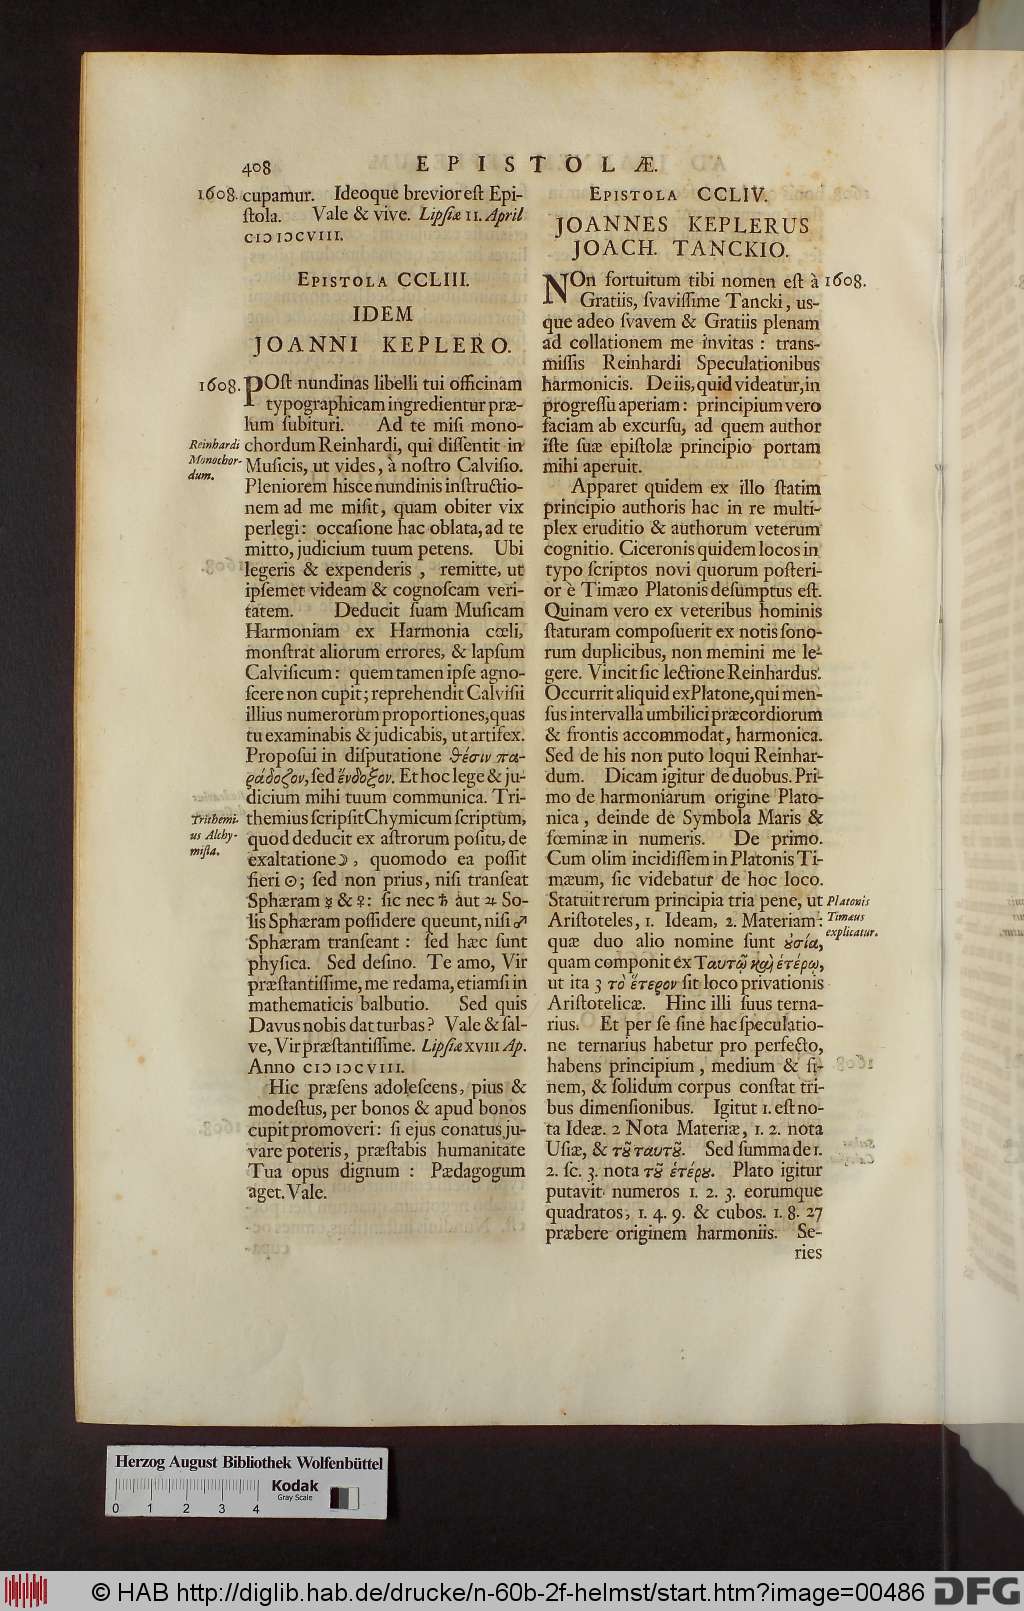 408 EPISTOLÆ.
1608. cupamur. Ideoque brevior eſt Epi-
ſtola. Vale & vive. Lipſiæ 11. April
CIↃ IↃCVIII.
EPISTOLA CCLIII.
IDEM
JOANNI KEPLERO.
1608. POſt nundinas libelli tui officinam
typographicam ingredientur præ-
lum ſubituri. Ad te miſi mono-
Reinhardi chordum Reinhardi, qui diſſentit in
Monochor- Muſicis, ut vides, à noſtro Calviſio.
dum. Pleniorem hisce nundinis inſtructio-
nem ad me miſit, quam obiter vix
perlegi: occaſione hac oblata, ad te
mitto, judicium tuum petens. Ubi
legeris & expenderis, remitte, ut
ipſemet videam & cognoſcam veri-
tatem. Deducit ſuam Muſicam
Harmoniam ex Harmonia cœli,
monſtrat aliorum errores, & lapſum
Calviſicum: quem tamen ipſe agno-
ſcere non cupit; reprehendit Calviſii
illius numerorum proportiones, quas
tu examinabis & judicabis, ut artifex.
Propoſui in diſputatione θέσιν πα-
ράδοξον, ſed ἔνδοξον. Et hoc lege & ju-
dicium mihi tuum communica. Tri-
Trithemi- themius ſcripſit Chymicum ſcriptum,
us Alchy- quod deducit ex aſtrorum poſitu, de
miſta. exaltatione ☽, quomodo ea poſſit
fieri ☉; ſed non prius, niſi tranſeat
Sphæram ☿ & ♀: ſic nec ♄ aut ♃ So-
lis Sphæram poſſidere queunt, niſi ♂
Sphæram tranſeant: ſed hæc ſunt
phyſica. Sed deſino. Te amo, Vir
præſtantiſſime, me redama, etiamſi in
mathematicis balbutio. Sed quis
Davus nobis dat turbas? Vale & ſal-
ve, Vir præſtantiſſime. Lipſiæ XVIII Ap.
Anno CIↃ IↃCVIII.
Hic præſens adoleſcens, pius &
modeſtus, per bonos & apud bonos
cupit promoveri: ſi ejus conatus ju-
vare poteris, præſtabis humanitate
Tua opus dignum: Pædagogum
aget. Vale.
EPISTOLA CCLIV.
JOANNES KEPLERUS
JOACH. TANCKIO.
NOn fortuitum tibi nomen eſt à 1608.
Gratiis, ſvaviſſime Tancki, us-
que adeo ſvavem & Gratiis plenam
ad collationem me invitas: trans-
miſſis Reinhardi Speculationibus
harmonicis. De iis, quid videatur, in
progreſſu aperiam: principium vero
faciam ab excurſu, ad quem author
iſte ſuæ epiſtolæ principio portam
mihi aperuit.
Apparet quidem ex illo ſtatim
principio authoris hac in re multi-
plex eruditio & authorum veterum
cognitio. Ciceronis quidem locos in
typo ſcriptos novi quorum poſteri-
or è Timæo Platonis deſumptus eſt.
Quinam vero ex veteribus hominis
ſtaturam compoſuerit ex notis ſono-
rum duplicibus, non memini me le-
gere. Vincit ſic lectione Reinhardus.
Occurrit aliquid ex Platone, qui men-
ſus intervalla umbilici præcordiorum
& frontis accommodat, harmonica.
Sed de his non puto loqui Reinhar-
dum. Dicam igitur de duobus. Pri-
mo de harmoniarum origine Plato-
nica, deinde de Symbola Maris &
fœminæ in numeris. De primo.
Cum olim incidiſſem in Platonis Ti-
mæum, ſic videbatur de hoc loco.
Statuit rerum principia tria pene, ut Platonis
Ariſtoteles, 1. Ideam, 2. Materiam: Timæus
quæ duo alio nomine ſunt ȣσία, explicatur.
quam componit ex Ταυτῷ καὶ ἑτέρῳ,
ut ita 3 τὸ ἕτερον ſit loco privationis
Ariſtotelicæ. Hinc illi ſuus terna-
rius. Et per ſe ſine hac ſpeculatio-
ne ternarius habetur pro perfecto,
habens principium, medium & fi-
nem, & ſolidum corpus conſtat tri-
bus dimenſionibus. Igitut 1. eſt no-
ta Ideæ. 2 Nota Materiæ, 1. 2. nota
Uſiæ, & τȣ͂ ταυτȣ͂. Sed ſumma de 1.
2. ſc. 3. nota τȣ͂ ἑτέρȣ. Plato igitur
putavit numeros 1. 2. 3. eorumque
quadratos, 1. 4. 9. & cubos. 1. 8. 27
præbere originem harmoniis. Se-
ries
Herzog August Bibliothek Wolfenbüttel
0 1 2 3 4
Kodak
Gray Scale
© HAB http://diglib.hab.de/drucke/n-60b-2f-helmst/start.htm?image=00486 DFG